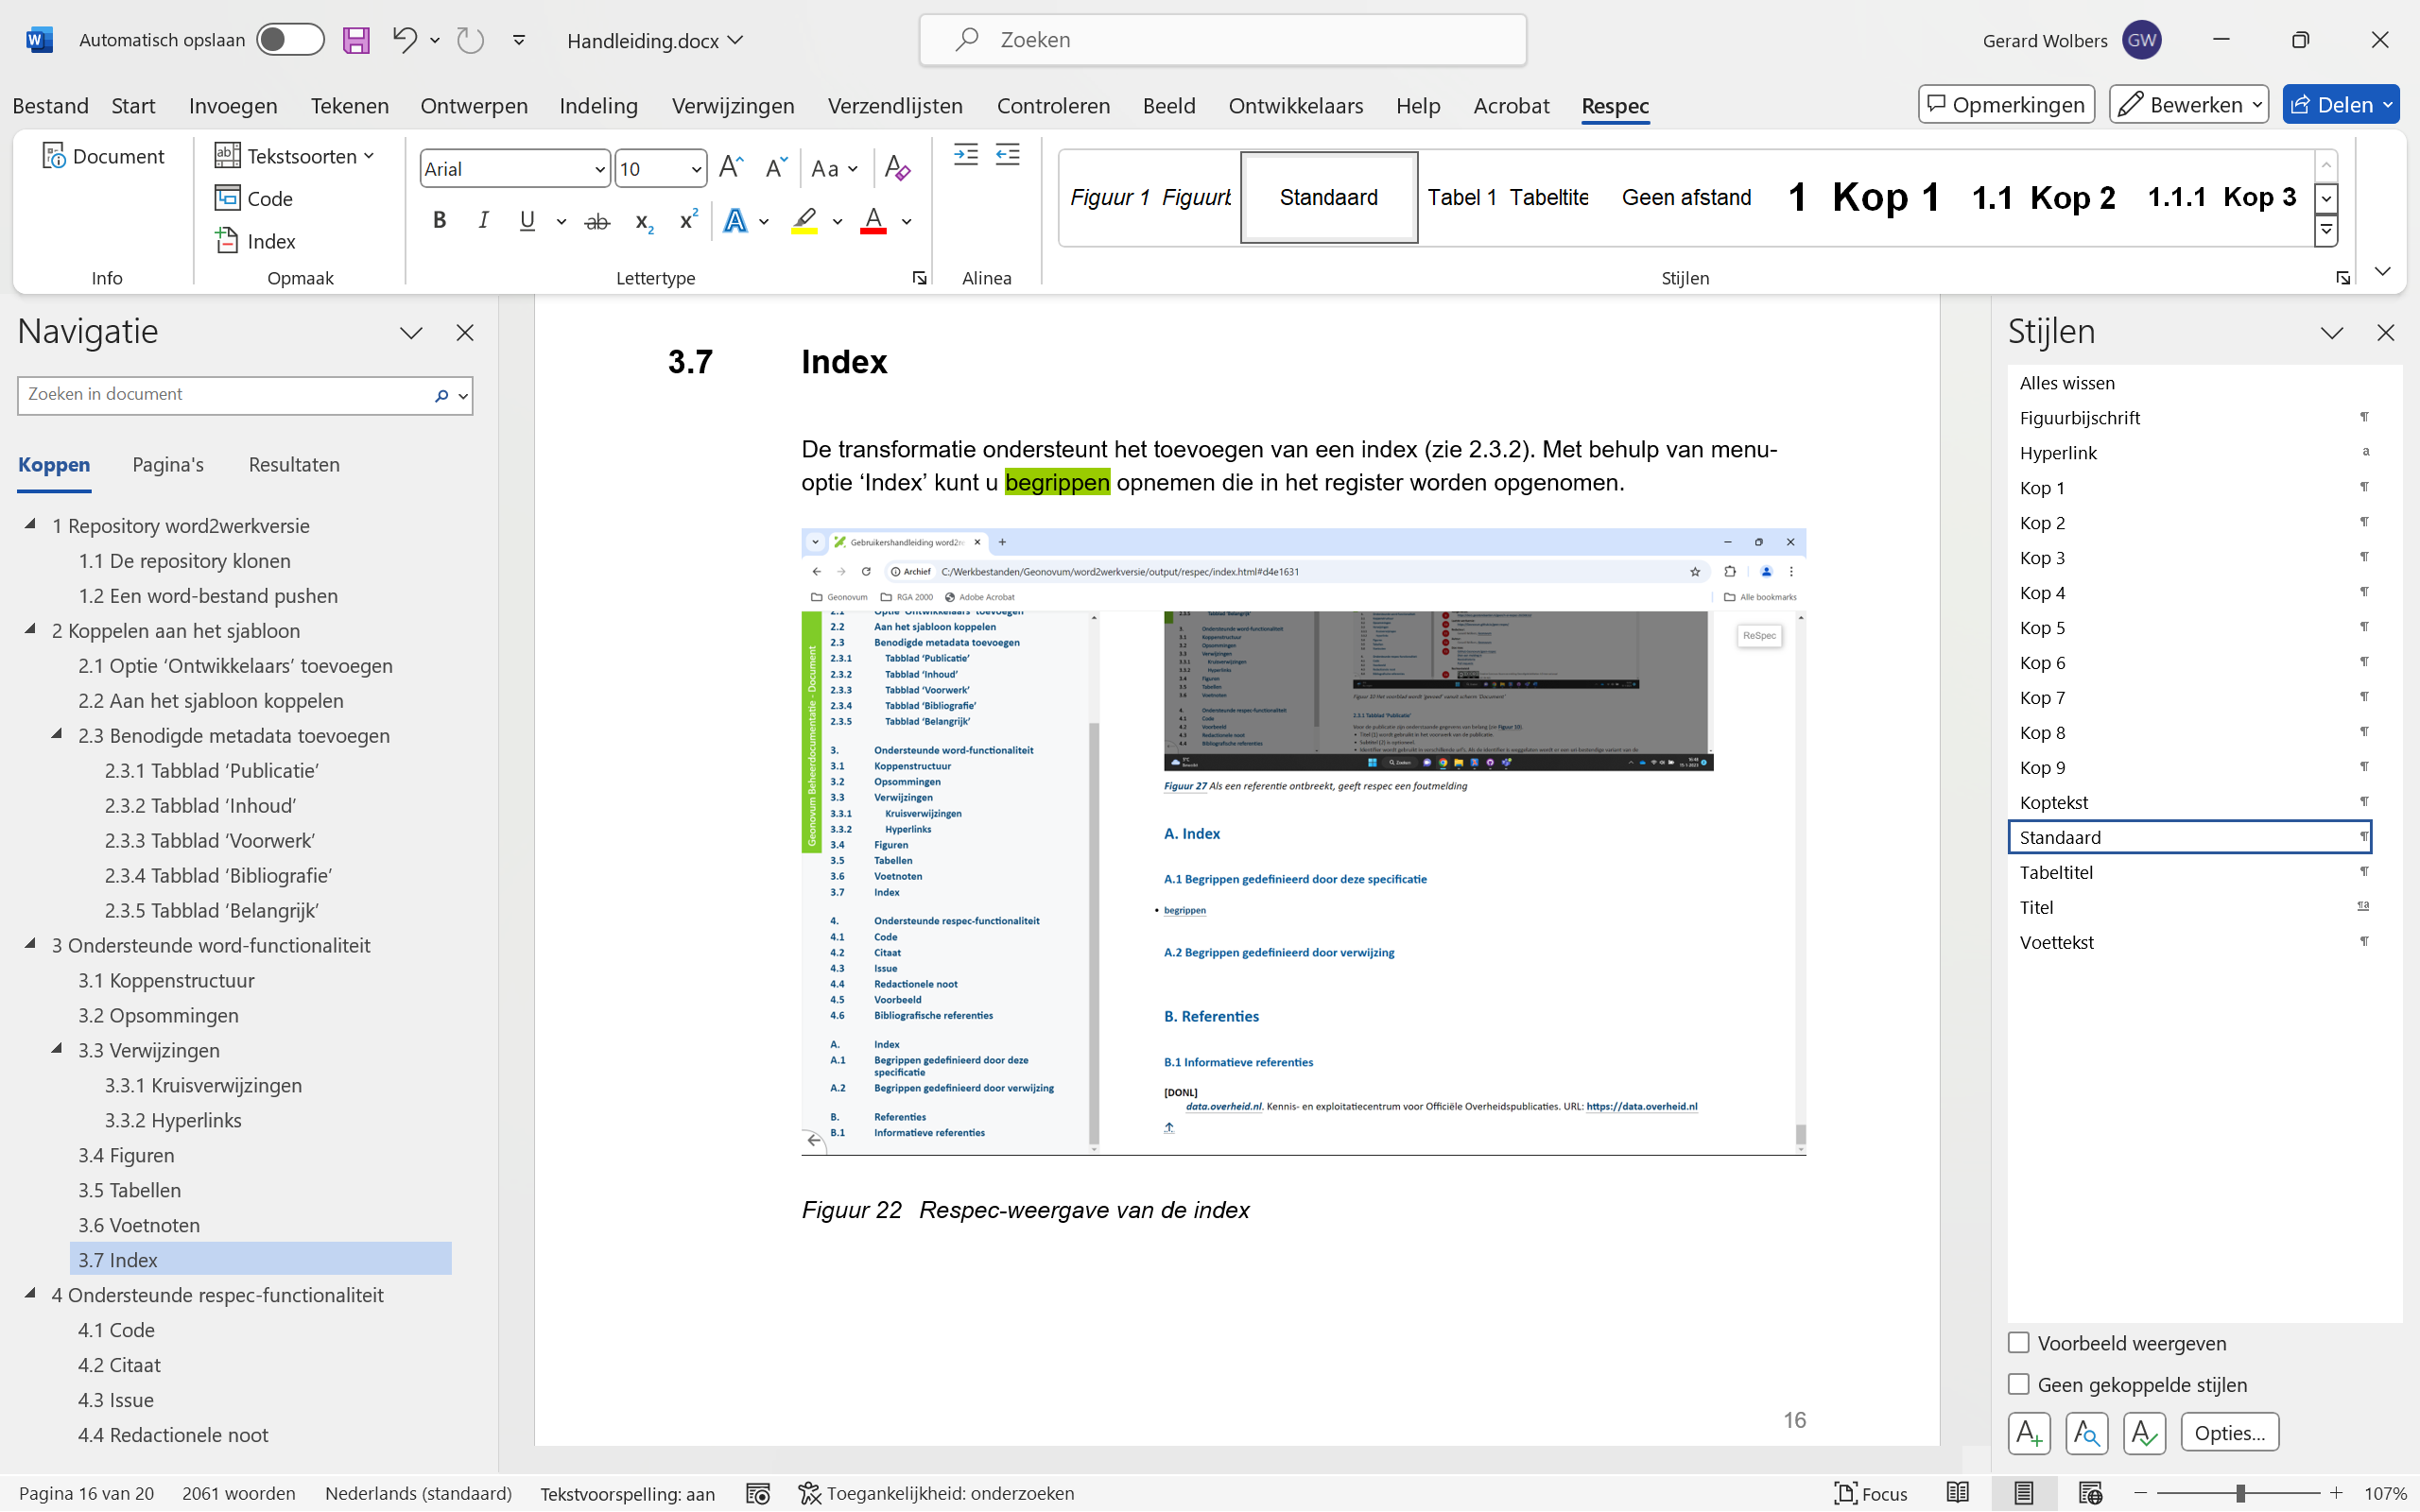 Automatisch opslaan
Handleiding.docx
Zoeken
Gerard Wolbers GW
Bestand Start Invoegen Tekenen Ontwerpen Indeling Verwijzingen Verzendlijsten Controleren Beeld Ontwikkelaars Help Acrobat Respec
Opmerkingen Bewerken Delen
Document
Info
Tekstsoorten
Code
Index
Opmaak
Arial 10
Lettertype
Alinea
Figuur 1 Figuurb Standaard Tabel 1 Tabeltite Geen afstand 1 Kop 1 1.1 Kop 2 1.1.1 Kop 3
Stijlen
Navigatie
Zoeken in document
Koppen Pagina's Resultaten
1 Repository word2werkversie
1.1 De repository klonen
1.2 Een word-bestand pushen
2 Koppelen aan het sjabloon
2.1 Optie ‘Ontwikkelaars’ toevoegen
2.2 Aan het sjabloon koppelen
2.3 Benodigde metadata toevoegen
2.3.1 Tabblad ‘Publicatie’
2.3.2 Tabblad ‘Inhoud’
2.3.3 Tabblad ‘Voorwerk’
2.3.4 Tabblad ‘Bibliografie’
2.3.5 Tabblad ‘Belangrijk’
3 Ondersteunde word-functionaliteit
3.1 Koppenstructuur
3.2 Opsommingen
3.3 Verwijzingen
3.3.1 Kruisverwijzingen
3.3.2 Hyperlinks
3.4 Figuren
3.5 Tabellen
3.6 Voetnoten
3.7 Index
4 Ondersteunde respec-functionaliteit
4.1 Code
4.2 Citaat
4.3 Issue
4.4 Redactionele noot
3.7 Index
De transformatie ondersteunt het toevoegen van een index (zie 2.3.2). Met behulp van menu-
optie ‘Index’ kunt u begrippen opnemen die in het register worden opgenomen.
Gebruikershandleiding word2re
Archief C:/Werkbestanden/Geonovum/word2werkversie/output/respec/index.html#d4e1631
Geonovum RGA 2000 Adobe Acrobat Alle bookmarks
Geonovum Beheerdocumentatie - Document
2.1 Optie ‘Ontwikkelaars’ toevoegen
2.2 Aan het sjabloon koppelen
2.3 Benodigde metadata toevoegen
2.3.1 Tabblad ‘Publicatie’
2.3.2 Tabblad ‘Inhoud’
2.3.3 Tabblad ‘Voorwerk’
2.3.4 Tabblad ‘Bibliografie’
2.3.5 Tabblad ‘Belangrijk’
3. Ondersteunde word-functionaliteit
3.1 Koppenstructuur
3.2 Opsommingen
3.3 Verwijzingen
3.3.1 Kruisverwijzingen
3.3.2 Hyperlinks
3.4 Figuren
3.5 Tabellen
3.6 Voetnoten
3.7 Index
4. Ondersteunde respec-functionaliteit
4.1 Code
4.2 Citaat
4.3 Issue
4.4 Redactionele noot
4.5 Voorbeeld
4.6 Bibliografische referenties
A. Index
A.1 Begrippen gedefinieerd door deze
specificatie
A.2 Begrippen gedefinieerd door verwijzing
B. Referenties
B.1 Informatieve referenties
ReSpec
Figuur 27 Als een referentie ontbreekt, geeft respec een foutmelding
A. Index
A.1 Begrippen gedefinieerd door deze specificatie
• begrippen
A.2 Begrippen gedefinieerd door verwijzing
B. Referenties
B.1 Informatieve referenties
[DONL]
data.overheid.nl. Kennis- en exploitatiecentrum voor Officiële Overheidspublicaties. URL: https://data.overheid.nl
Figuur 22 Respec-weergave van de index
16
Stijlen
Alles wissen
Figuurbijschrift ¶
Hyperlink a
Kop 1 ¶
Kop 2 ¶
Kop 3 ¶
Kop 4 ¶
Kop 5 ¶
Kop 6 ¶
Kop 7 ¶
Kop 8 ¶
Kop 9 ¶
Koptekst ¶
Standaard ¶
Tabeltitel ¶
Titel ¶a
Voettekst ¶
Voorbeeld weergeven
Geen gekoppelde stijlen
Opties...
Pagina 16 van 20 2061 woorden Nederlands (standaard) Tekstvoorspelling: aan Toegankelijkheid: onderzoeken Focus 107%